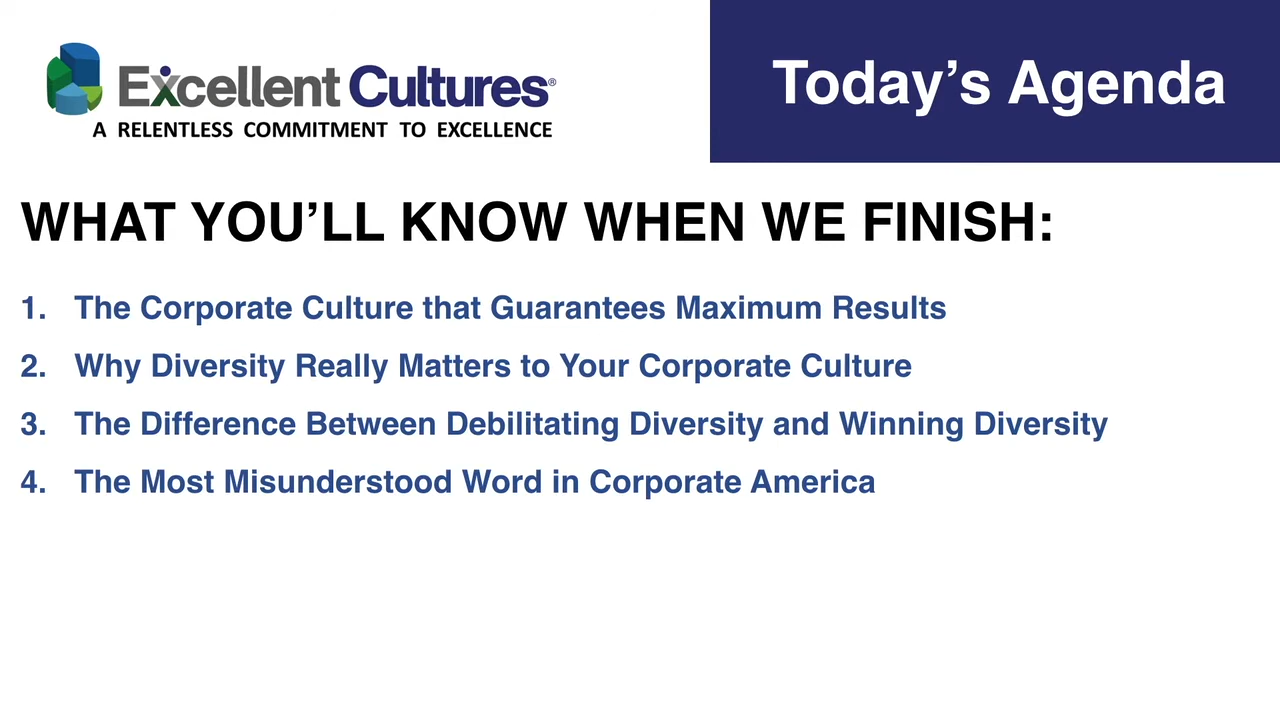 Excellent Cultures®
A RELENTLESS COMMITMENT TO EXCELLENCE
Today’s Agenda
WHAT YOU’LL KNOW WHEN WE FINISH:
1. The Corporate Culture that Guarantees Maximum Results
2. Why Diversity Really Matters to Your Corporate Culture
3. The Difference Between Debilitating Diversity and Winning Diversity
4. The Most Misunderstood Word in Corporate America